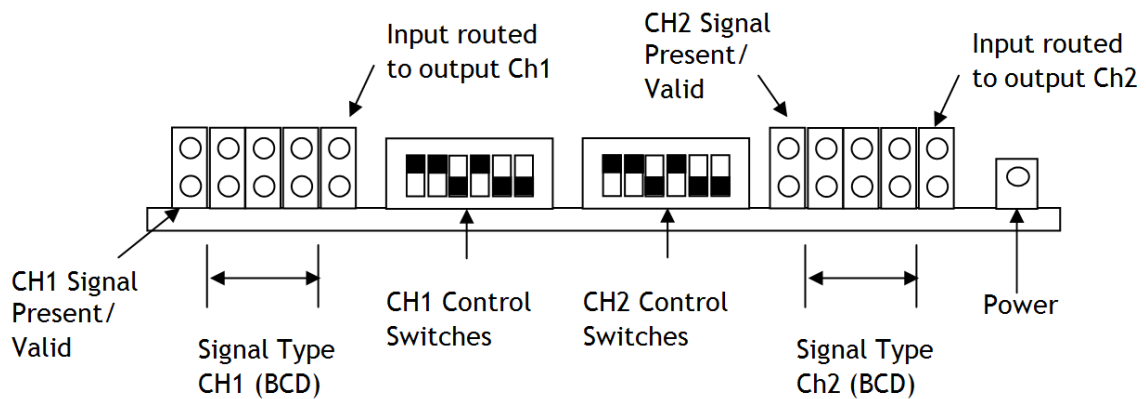 Input routed
to output Ch1
CH2 Signal
Present/
Valid
Input routed
to output Ch2
CH1 Signal
Present/
Valid
Signal Type
CH1 (BCD)
CH1 Control
Switches
CH2 Control
Switches
Signal Type
Ch2 (BCD)
Power